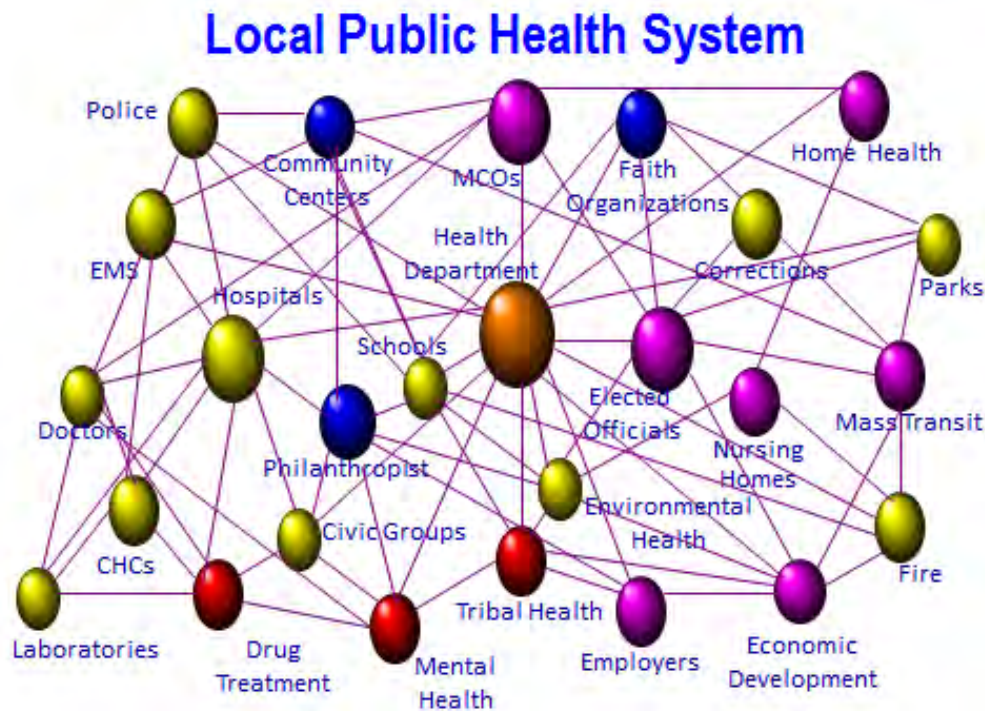 Local Public Health System
Police
Community
Centers
MCOs
Faith
Organizations
Home Health
EMS
Hospitals
Health
Department
Corrections
Parks
Schools
Doctors
Philanthropist
Elected
Officials
Nursing
Homes
Mass Transit
CHCs
Civic Groups
Environmental
Health
Fire
Laboratories
Drug
Treatment
Mental
Health
Tribal Health
Employers
Economic
Development